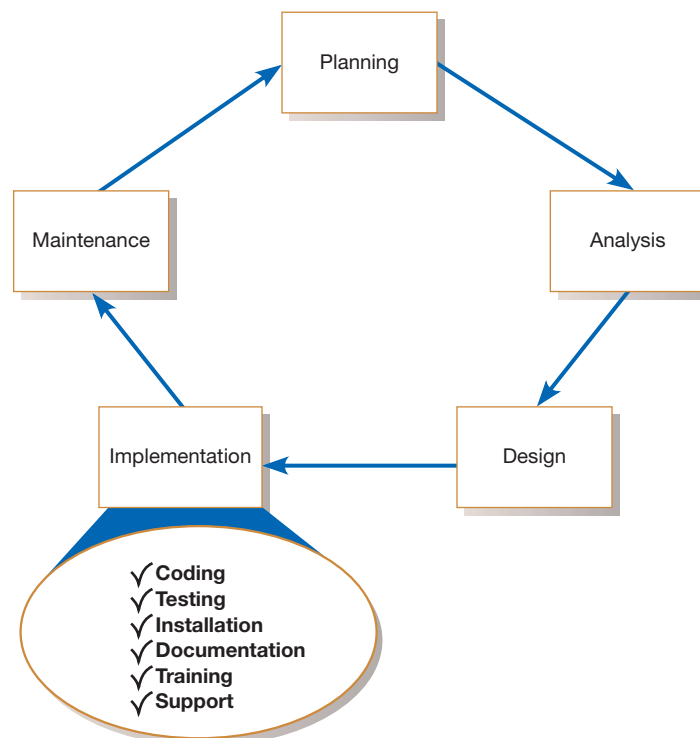 Planning
Maintenance
Analysis
Implementation
Design
Coding
Testing
Installation
Documentation
Training
Support